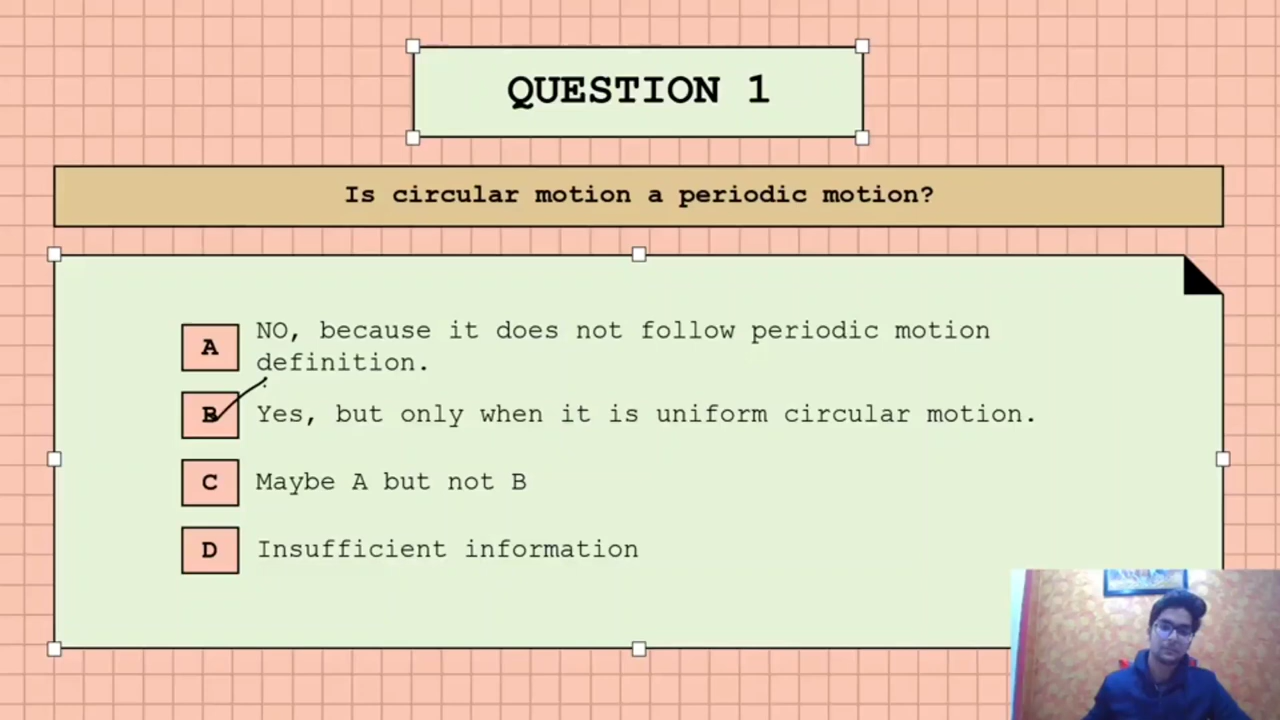 QUESTION 1
Is circular motion a periodic motion?
A
NO, because it does not follow periodic motion
definition.
B
Yes, but only when it is uniform circular motion.
C
Maybe A but not B
D
Insufficient information